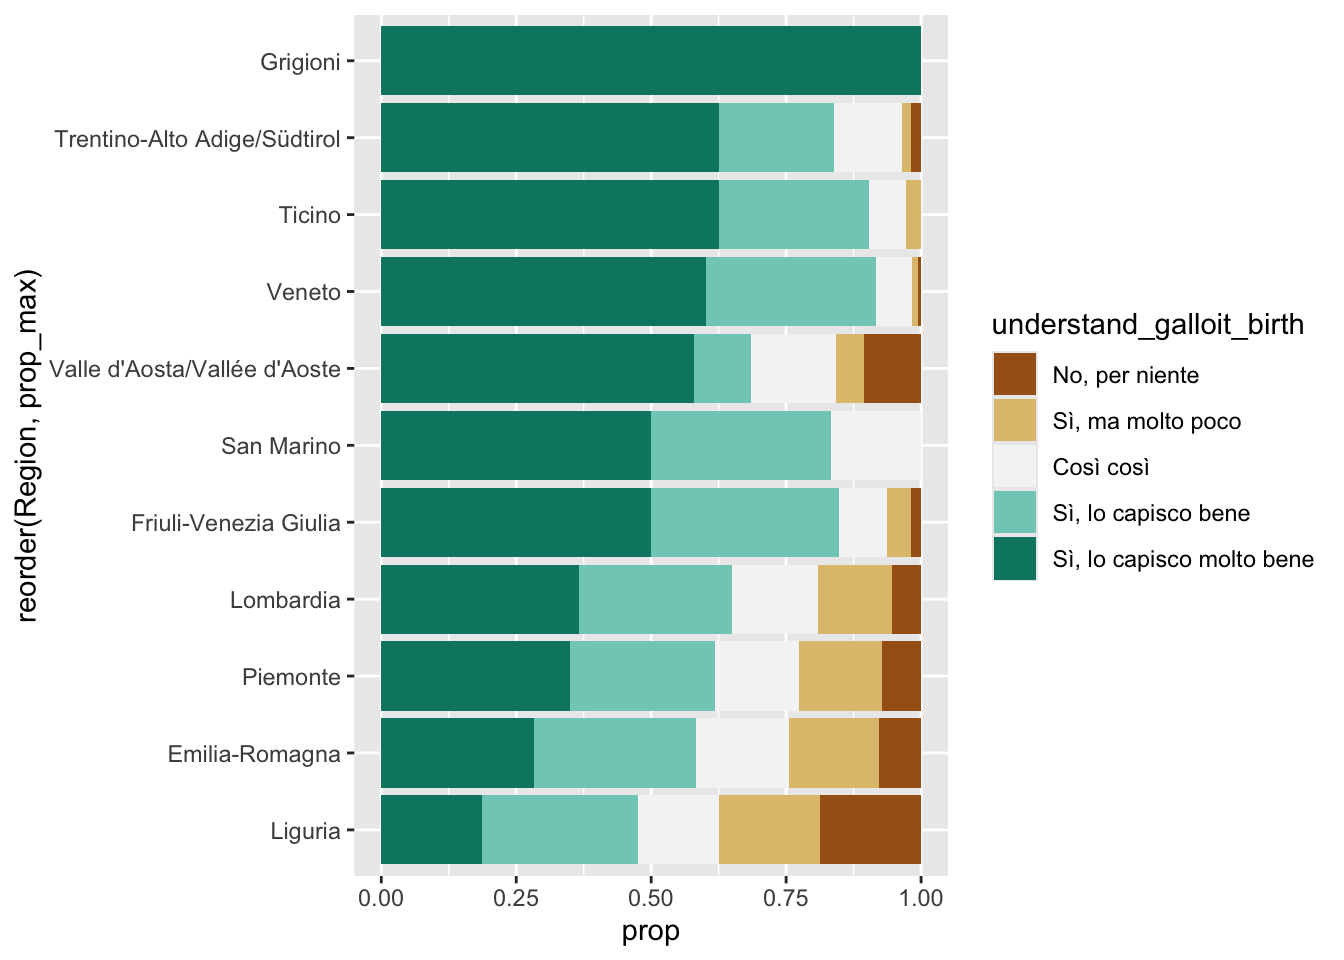 reorder(Region, prop_max)
Grigioni
Trentino-Alto Adige/Südtirol
Ticino
Veneto
Valle d'Aosta/Vallée d'Aoste
San Marino
Friuli-Venezia Giulia
Lombardia
Piemonte
Emilia-Romagna
Liguria
0.00 0.25 0.50 0.75 1.00
prop
understand_galloit_birth
No, per niente
Sì, ma molto poco
Così così
Sì, lo capisco bene
Sì, lo capisco molto bene